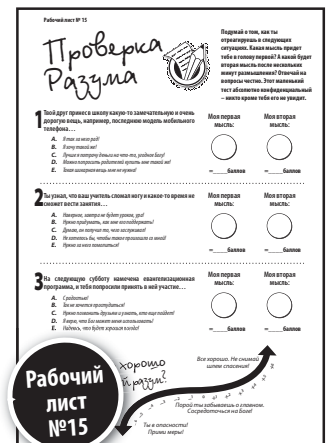 Рабочий лист № 15
Проверка
Разума
Подумай о том, как ты
отреагируешь в следующих
ситуациях. Какая мысль придет
тебе в голову первой? А какой будет
вторая мысль после нескольких
минут размышления? Отвечай на
вопросы честно. Этот маленький
тест абсолютно конфиденциальный
– никто кроме тебя его не увидит.
1 Твой друг принес в школу какую-то замечательную и очень
дорогую вещь, например, последнюю модель мобильного
телефона…
A. Я так за него рад!
B. Я хочу такой же!
C. Лучше я потрачу деньги на что-то, угодное Богу!
D. Можно попросить родителей купить мне такой же!
E. Такая шикарная вещь мне не нужна!
Моя первая
мысль:
= баллов
Моя вторая
мысль:
= баллов
2 Ты узнал, что ваш учитель сломал ногу и какое-то время не
сможет вести занятия…
A. Наверное, завтра не будет урока, ура!
B. Нужно придумать, как мне его поддержать!
C. Думаю, он получил то, что заслуживал!
D. Не хотелось бы, чтобы такое произошло со мной!
E. Нужно за него помолиться!
Моя первая
мысль:
= баллов
Моя вторая
мысль:
= баллов
3 На следующую субботу намечена евангелизационная
программа, и тебя попросили принять в ней участие…
A. С радостью!
B. Так не хочется простудиться!
C. Нужно позвонить друзьям и узнать, кто еще пойдет!
D. Я верю, что Бог может меня использовать!
E. Надеюсь, что будет хорошая погода!
Моя первая
мысль:
= баллов
Моя вторая
мысль:
= баллов
хорошо
разум?
Все хорошо. Не снимай
шлем спасения!
Порой ты забываешь о главном.
Сосредоточься на Боге!
Ты в опасности!
Прими меры!
Рабочий
лист
№15